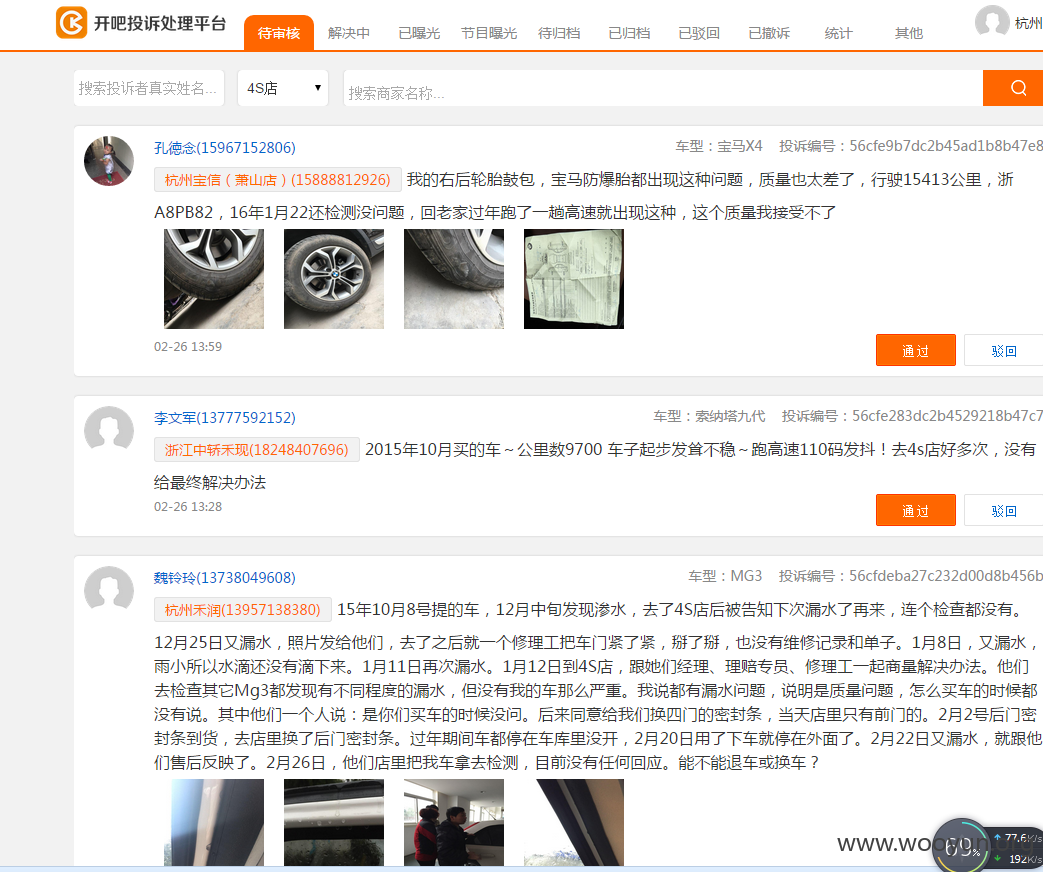 开吧投诉处理平台
待审核 解决中 已曝光 节目曝光 待归档 已归档 已驳回 已撤诉 统计 其他 杭州
搜索投诉者真实姓名... 4S店 搜索商家名称...
孔德念(15967152806) 车型：宝马X4 投诉编号：56cfe9b7dc2b45ad1b8b47e8
杭州宝信（萧山店）(15888812926) 我的右后轮胎鼓包，宝马防爆胎都出现这种问题，质量也太差了，行驶15413公里，浙
A8PB82，16年1月22还检测没问题，回老家过年跑了一趟高速就出现这种，这个质量我接受不了
02-26 13:59
通过 驳回
李文军(13777592152) 车型：索纳塔九代 投诉编号：56cfe283dc2b4529218b47c7
浙江中轿禾现(18248407696) 2015年10月买的车～公里数9700 车子起步发耸不稳～跑高速110码发抖！去4s店好多次，没有
给最终解决办法
02-26 13:28
通过 驳回
魏铃玲(13738049608) 车型：MG3 投诉编号：56cfdeba27c232d00d8b456b
杭州禾润(13957138380) 15年10月8号提的车，12月中旬发现渗水，去了4S店后被告知下次漏水了再来，连个检查都没有。
12月25日又漏水，照片发给他们，去了之后就一个修理工把车门紧了紧，掰了掰，也没有维修记录和单子。1月8日，又漏水，
雨小所以水滴还没有滴下来。1月11日再次漏水。1月12日到4S店，跟她们经理、理赔专员、修理工一起商量解决办法。他们
去检查其它Mg3都发现有不同程度的漏水，但没有我的车那么严重。我说都有漏水问题，说明是质量问题，怎么买车的时候都
没有说。其中他们一个人说：是你们买车的时候没问。后来同意给我们换四门的密封条，当天店里只有前门的。2月2号后门密
封条到货，去店里换了后门密封条。过年期间车都停在车库里没开，2月20日用了下车就停在外面了。2月22日又漏水，就跟他
们售后反映了。2月26日，他们店里把我车拿去检测，目前没有任何回应。能不能退车或换车？
www.wooyun.org
69% 77.6K/s
192K/s